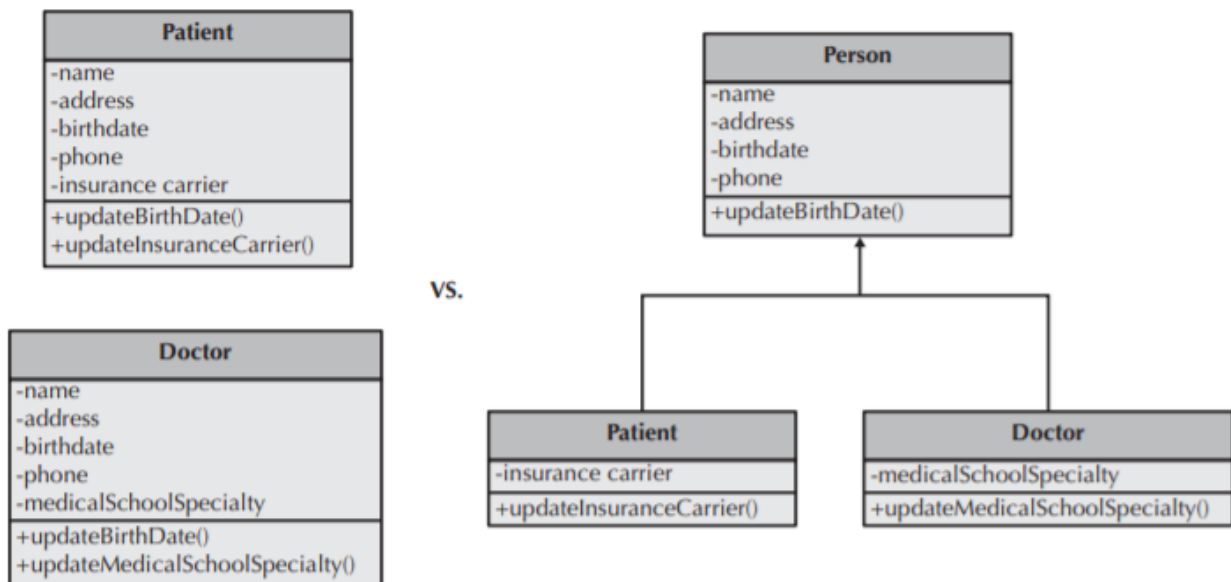 Patient
-name
-address
-birthdate
-phone
-insurance carrier
+updateBirthDate()
+updateInsuranceCarrier()
Doctor
-name
-address
-birthdate
-phone
-medicalSchoolSpecialty
+updateBirthDate()
+updateMedicalSchoolSpecialty()
VS.
Person
-name
-address
-birthdate
-phone
+updateBirthDate()
Patient
-insurance carrier
+updateInsuranceCarrier()
Doctor
-medicalSchoolSpecialty
+updateMedicalSchoolSpecialty()